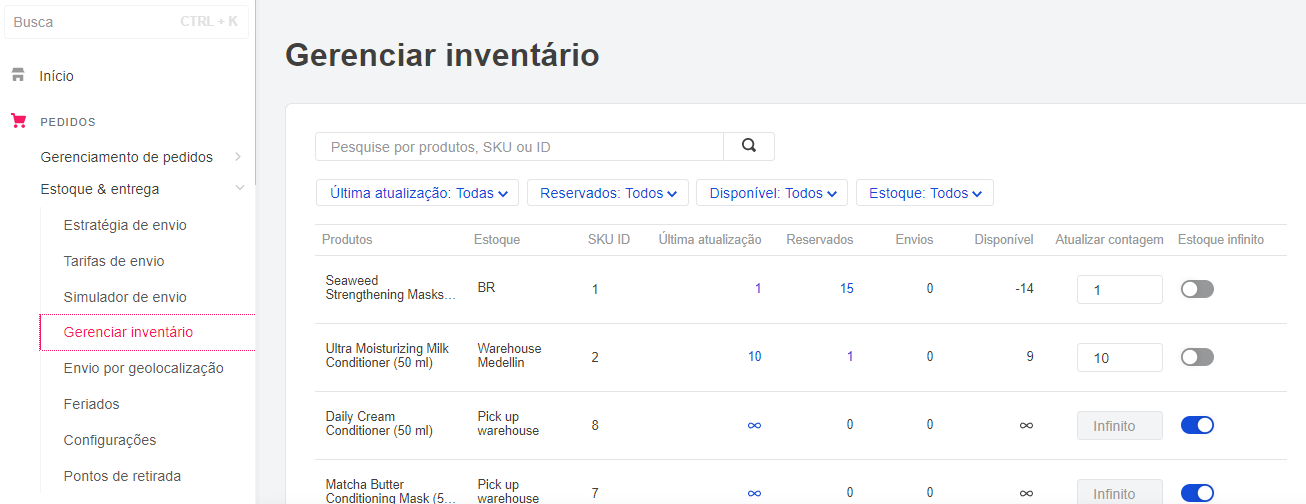 Busca CTRL + K
Início
PEDIDOS
Gerenciamento de pedidos
Estoque & entrega
Estratégia de envio
Tarifas de envio
Simulador de envio
Gerenciar inventário
Envio por geolocalização
Feriados
Configurações
Pontos de retirada
Gerenciar inventário
Pesquise por produtos, SKU ou ID
Última atualização: Todas Reservados: Todos Disponível: Todos Estoque: Todos
Produtos Estoque SKU ID Última atualização Reservados Envios Disponível Atualizar contagem Estoque infinito
Seaweed
Strengthening Masks... BR 1 1 15 0 -14 1
Ultra Moisturizing Milk Warehouse
Conditioner (50 ml) Medellin 2 10 1 0 9 10
Daily Cream Pick up
Conditioner (50 ml) warehouse 8 ∞ 0 0 ∞ Infinito
Matcha Butter Pick up
Conditioning Mask (5... warehouse 7 ∞ 0 0 ∞ Infinito